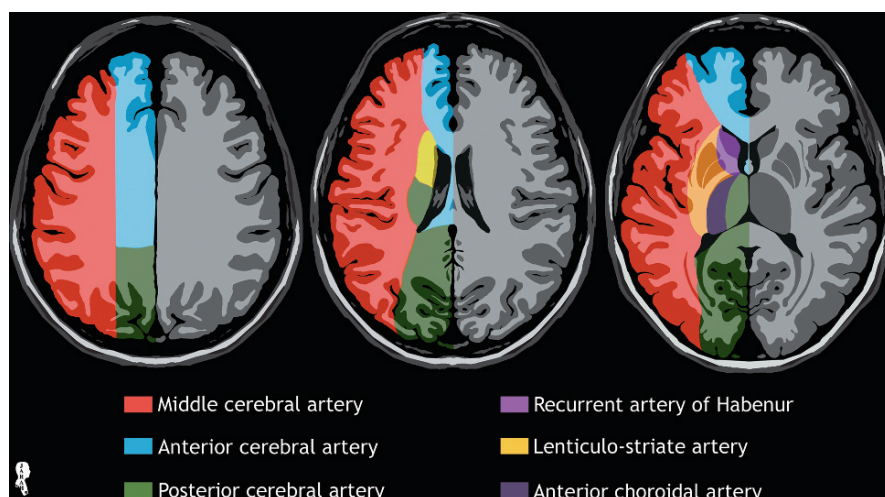 Middle cerebral artery
Anterior cerebral artery
Posterior cerebral artery
Recurrent artery of Habenur
Lenticulo-striate artery
Anterior choroidal artery